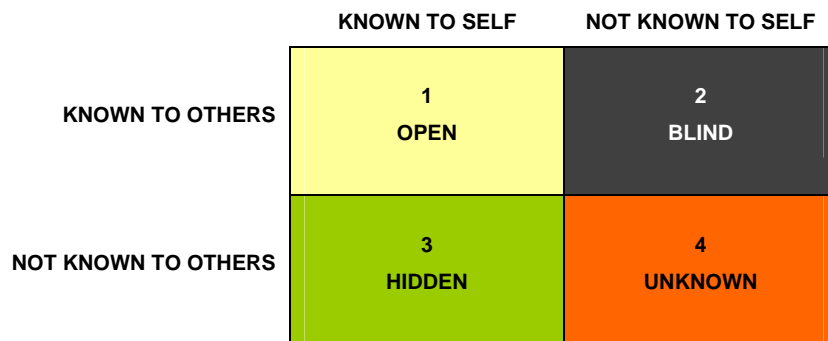 KNOWN TO SELF NOT KNOWN TO SELF
KNOWN TO OTHERS
1
OPEN
2
BLIND
NOT KNOWN TO OTHERS
3
HIDDEN
4
UNKNOWN